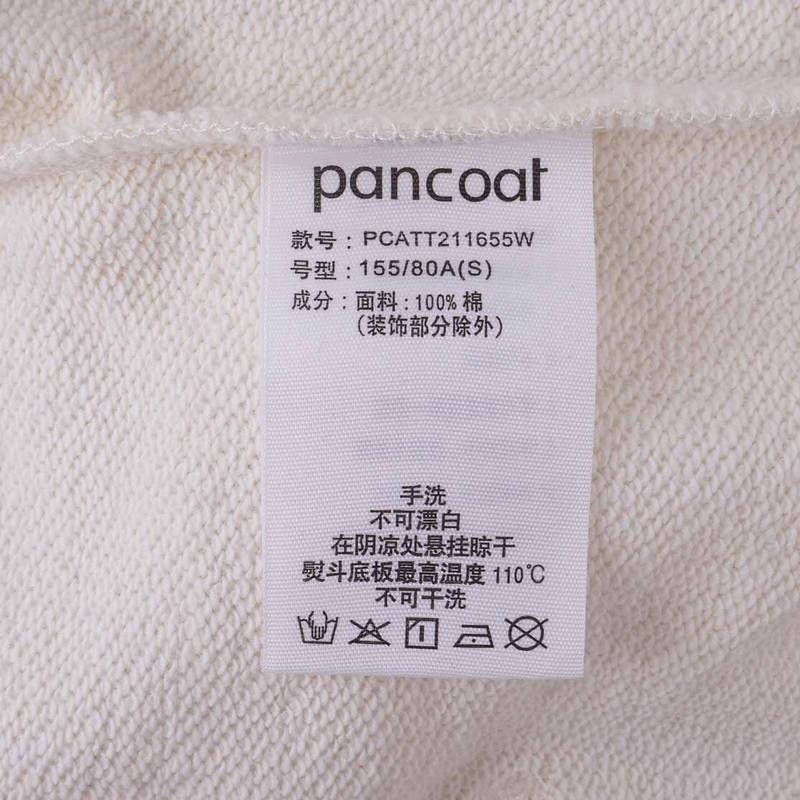 pancoat
款号：PCATT211655W
号型：155/80A(S)
成分：面料：100% 棉
（装饰部分除外）
手洗
不可漂白
在阴凉处悬挂晾干
熨斗底板最高温度 110℃
不可干洗